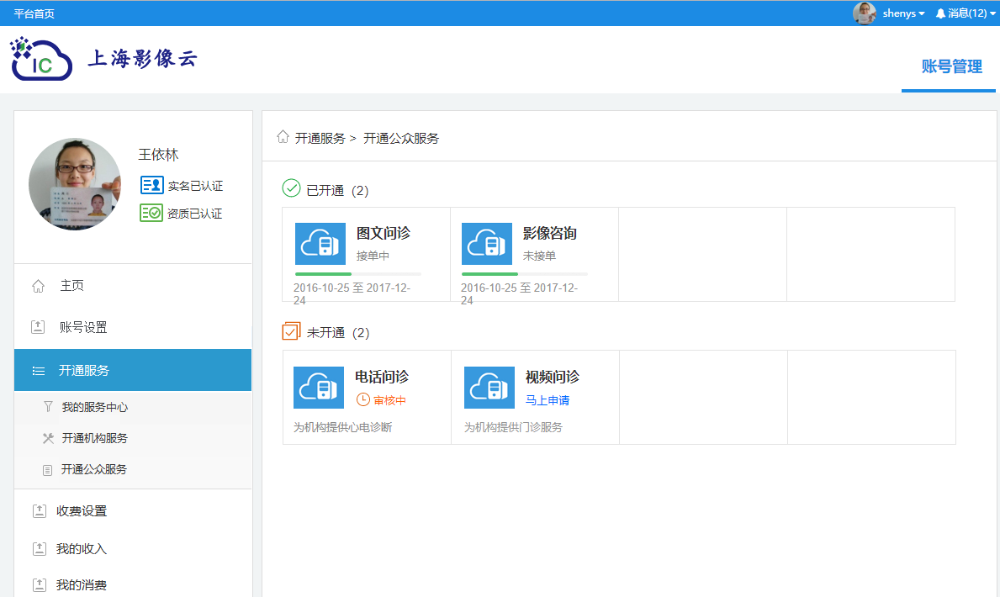 平台首页
shenys
消息(12)
IC
上海影像云
账号管理
王依林
实名已认证
资质已认证
主页
账号设置
开通服务
我的服务中心
开通机构服务
开通公众服务
收费设置
我的收入
我的消费
开通服务 > 开通公众服务
已开通 (2)
图文问诊
接单中
2016-10-25 至 2017-12-
24
影像咨询
未接单
2016-10-25 至 2017-12-
24
未开通 (2)
电话问诊
审核中
为机构提供心电诊断
视频问诊
马上申请
为机构提供门诊服务